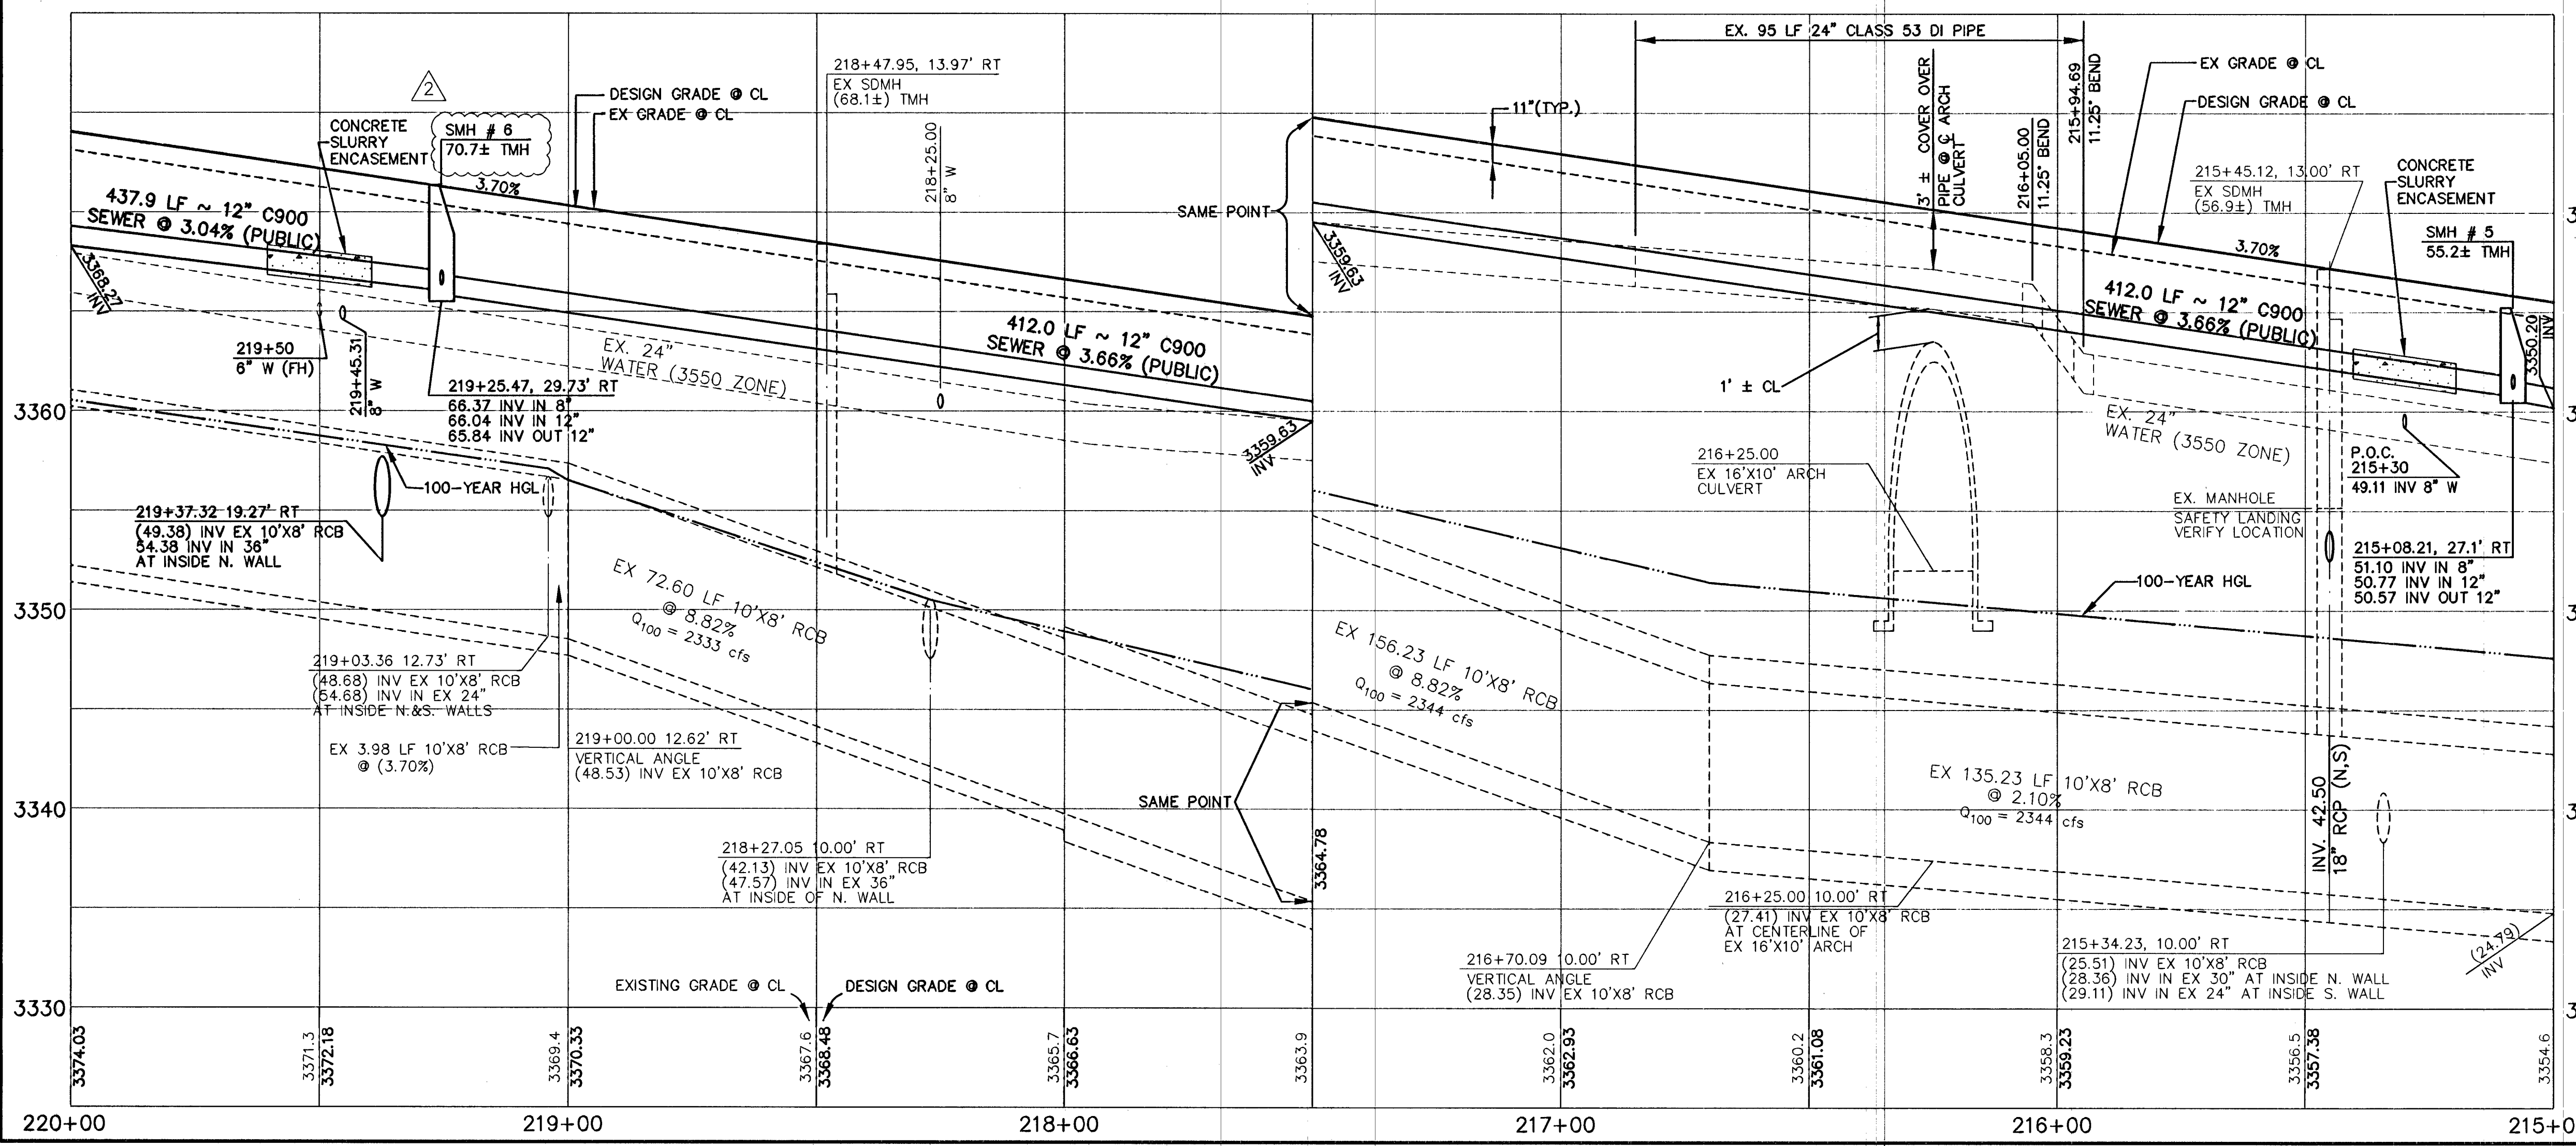 EX. 95 LF 24" CLASS 53 DI PIPE
218+47.95, 13.97' RT
EX SDMH
(68.1±) TMH
2
DESIGN GRADE @ CL
EX GRADE @ CL
CONCRETE
SLURRY
ENCASEMENT
SMH # 6
70.7± TMH
3.70%
218+25.00
8" W
437.9 LF ~ 12" C900
SEWER @ 3.04% (PUBLIC)
3368.27
INV
219+50
6" W (FH)
219+45.31
8" W
219+25.47, 29.73' RT
66.37 INV IN 8"
66.04 INV IN 12"
65.84 INV OUT 12"
EX. 24"
WATER (3550 ZONE)
412.0 LF ~ 12" C900
SEWER @ 3.66% (PUBLIC)
3359.63
INV
SAME POINT
3359.63
INV
11"(TYP.)
3' ± COVER OVER
PIPE @ ℄ ARCH
CULVERT
216+05.00
11.25° BEND
215+94.69
11.25° BEND
EX GRADE @ CL
DESIGN GRADE @ CL
215+45.12, 13.00' RT
EX SDMH
(56.9±) TMH
CONCRETE
SLURRY
ENCASEMENT
3.70%
SMH # 5
55.2± TMH
412.0 LF ~ 12" C900
SEWER @ 3.66% (PUBLIC)
3350.20
INV
1' ± CL
EX. 24"
WATER (3550 ZONE)
P.O.C.
215+30
49.11 INV 8" W
216+25.00
EX 16'X10' ARCH
CULVERT
EX. MANHOLE
SAFETY LANDING
VERIFY LOCATION
215+08.21, 27.1' RT
51.10 INV IN 8"
50.77 INV IN 12"
50.57 INV OUT 12"
100-YEAR HGL
3360
100-YEAR HGL
219+37.32 19.27' RT
(49.38) INV EX 10'X8' RCB
54.38 INV IN 36"
AT INSIDE N. WALL
EX 72.60 LF 10'X8' RCB
@ 8.82%
Q100 = 2333 cfs
3350
219+03.36 12.73' RT
(48.68) INV EX 10'X8' RCB
(54.68) INV IN EX 24"
AT INSIDE N.&S. WALLS
EX 3.98 LF 10'X8' RCB
@ (3.70%)
219+00.00 12.62' RT
VERTICAL ANGLE
(48.53) INV EX 10'X8' RCB
EX 156.23 LF 10'X8' RCB
@ 8.82%
Q100 = 2344 cfs
SAME POINT
3364.78
EX 135.23 LF 10'X8' RCB
@ 2.10%
Q100 = 2344 cfs
INV. 42.50
18" RCP (N,S)
3340
218+27.05 10.00' RT
(42.13) INV EX 10'X8' RCB
(47.57) INV IN EX 36"
AT INSIDE OF N. WALL
216+25.00 10.00' RT
(27.41) INV EX 10'X8' RCB
AT CENTERLINE OF
EX 16'X10' ARCH
216+70.09 10.00' RT
VERTICAL ANGLE
(28.35) INV EX 10'X8' RCB
215+34.23, 10.00' RT
(25.51) INV EX 10'X8' RCB
(28.36) INV IN EX 30" AT INSIDE N. WALL
(29.11) INV IN EX 24" AT INSIDE S. WALL
(24.79)
INV
EXISTING GRADE @ CL
DESIGN GRADE @ CL
3330
3374.03
3371.3
3372.18
3369.4
3370.33
3367.6
3368.48
3365.7
3366.63
3363.9
3362.0
3362.93
3360.2
3361.08
3358.3
3359.23
3356.5
3357.38
3354.6
220+00
219+00
218+00
217+00
216+00
215+0